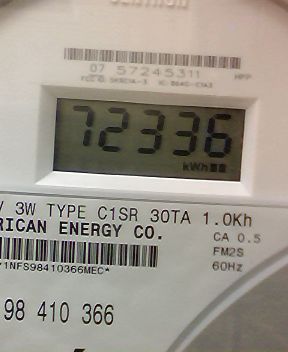 07 57245311
72336
kWh
3W TYPE C1SR 30TA 1.0Kh
RICAN ENERGY CO.
CA 0.5
FM2S
60Hz
98 410 366